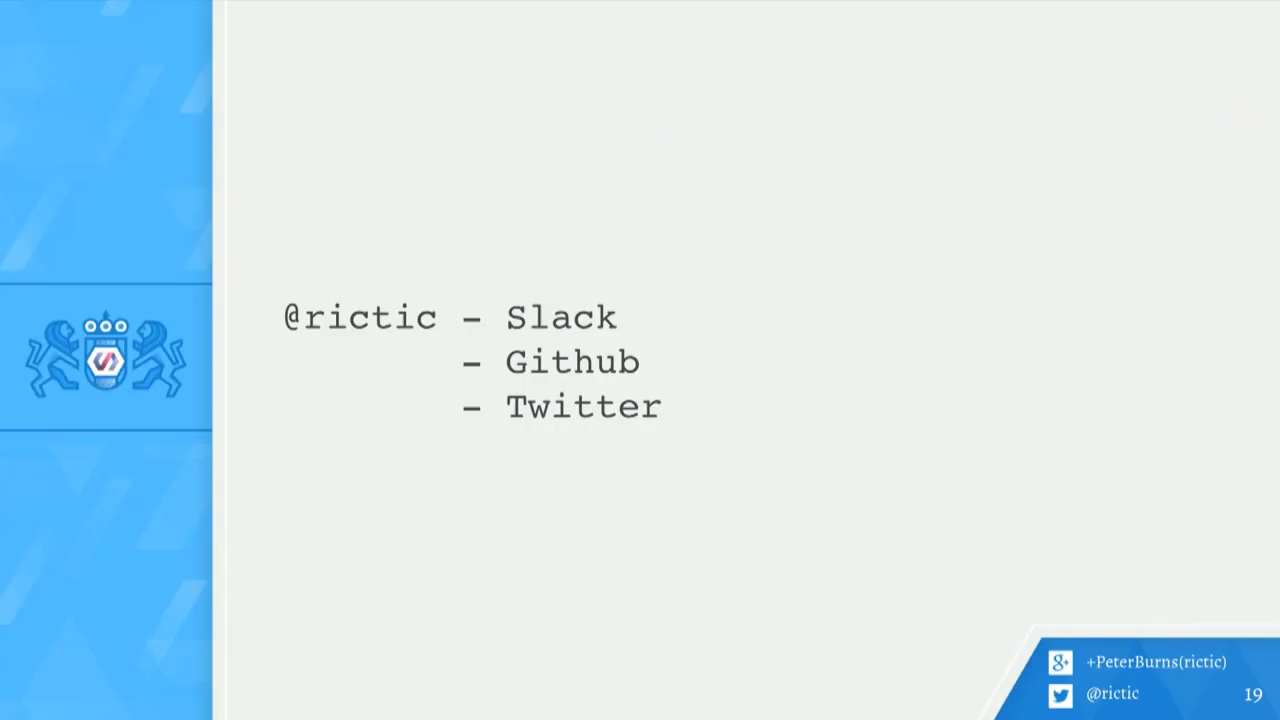 @rictic - Slack
- Github
- Twitter
+PeterBurns(rictic)
@rictic
19